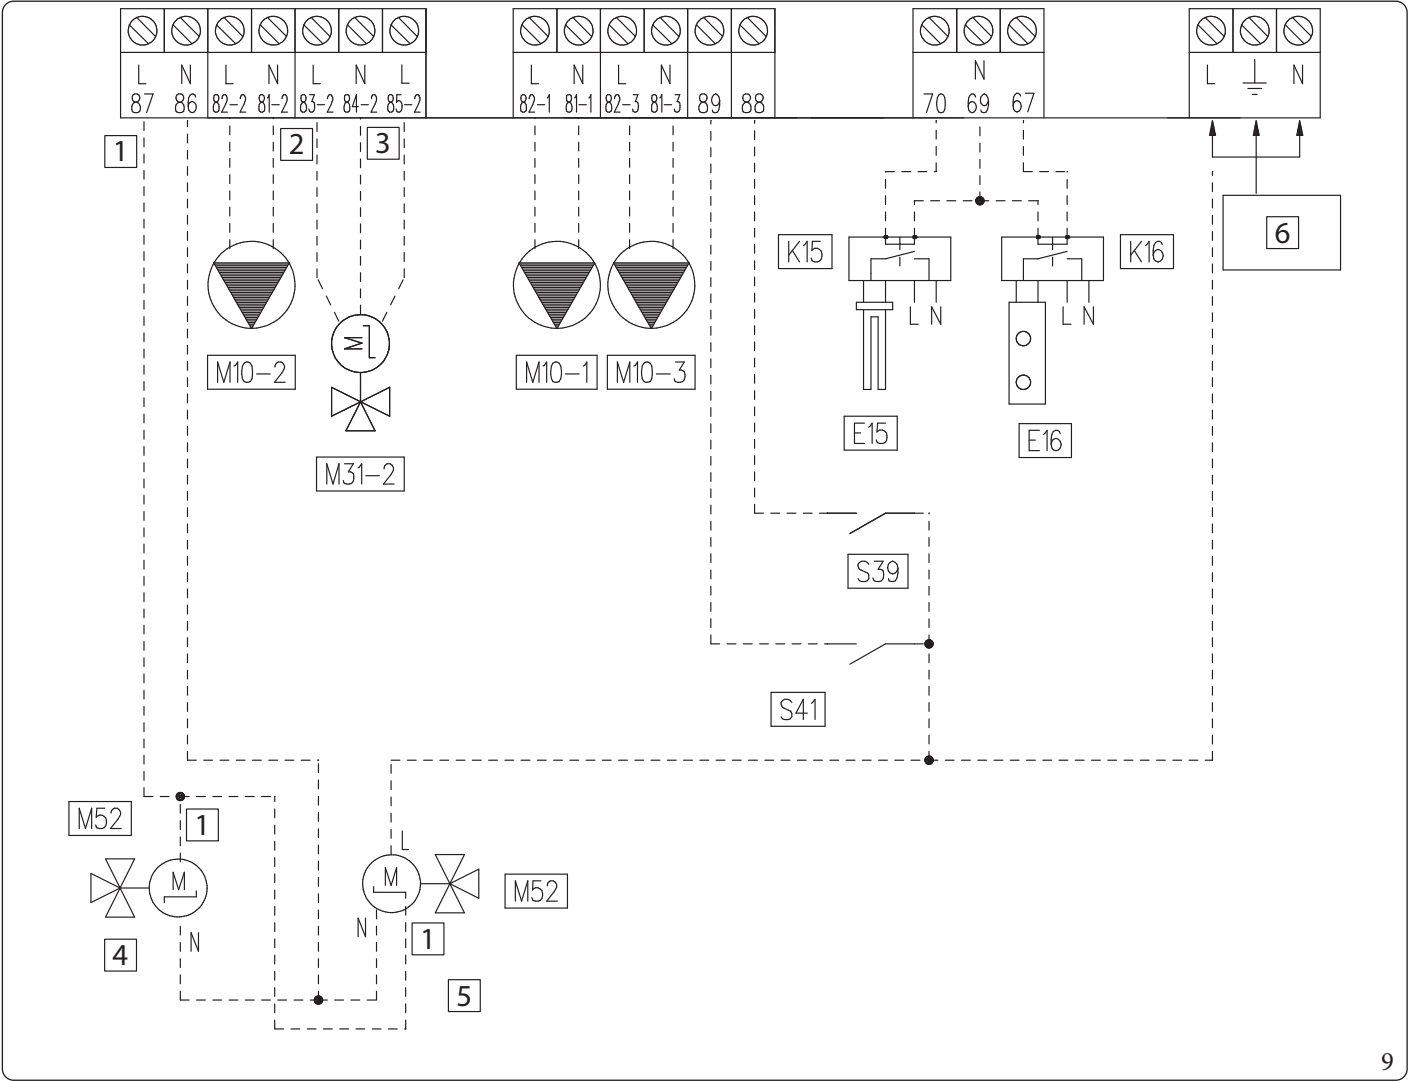 L N L N L N L
87 86 82-2 81-2 83-2 84-2 85-2
L N L N
82-1 81-1 82-3 81-3 89 88
N
70 69 67
L N
1
2
3
6
K15
K16
L N
L N
M
M10-2
M10-1
M10-3
E15
E16
M31-2
S39
S41
M52
1
L
M
M
M52
N
N
1
4
5
9